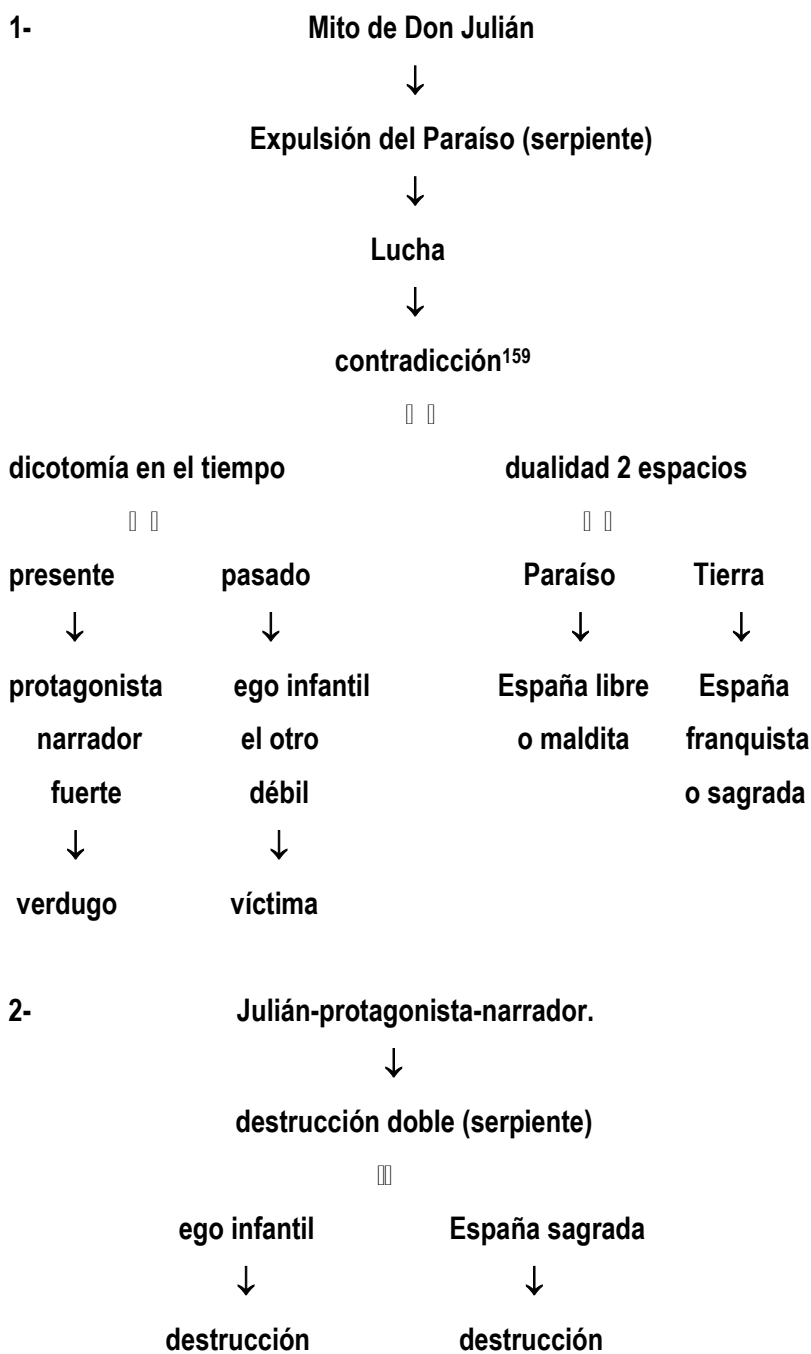 1- Mito de Don Julián
↓
Expulsión del Paraíso (serpiente)
↓
Lucha
↓
contradicción159
dicotomía en el tiempo dualidad 2 espacios
presente pasado Paraíso Tierra
↓ ↓ ↓ ↓
protagonista ego infantil España libre España
narrador el otro o maldita franquista
fuerte débil o sagrada
↓ ↓
verdugo víctima
2- Julián-protagonista-narrador.
↓
destrucción doble (serpiente)
ego infantil España sagrada
↓ ↓
destrucción destrucción